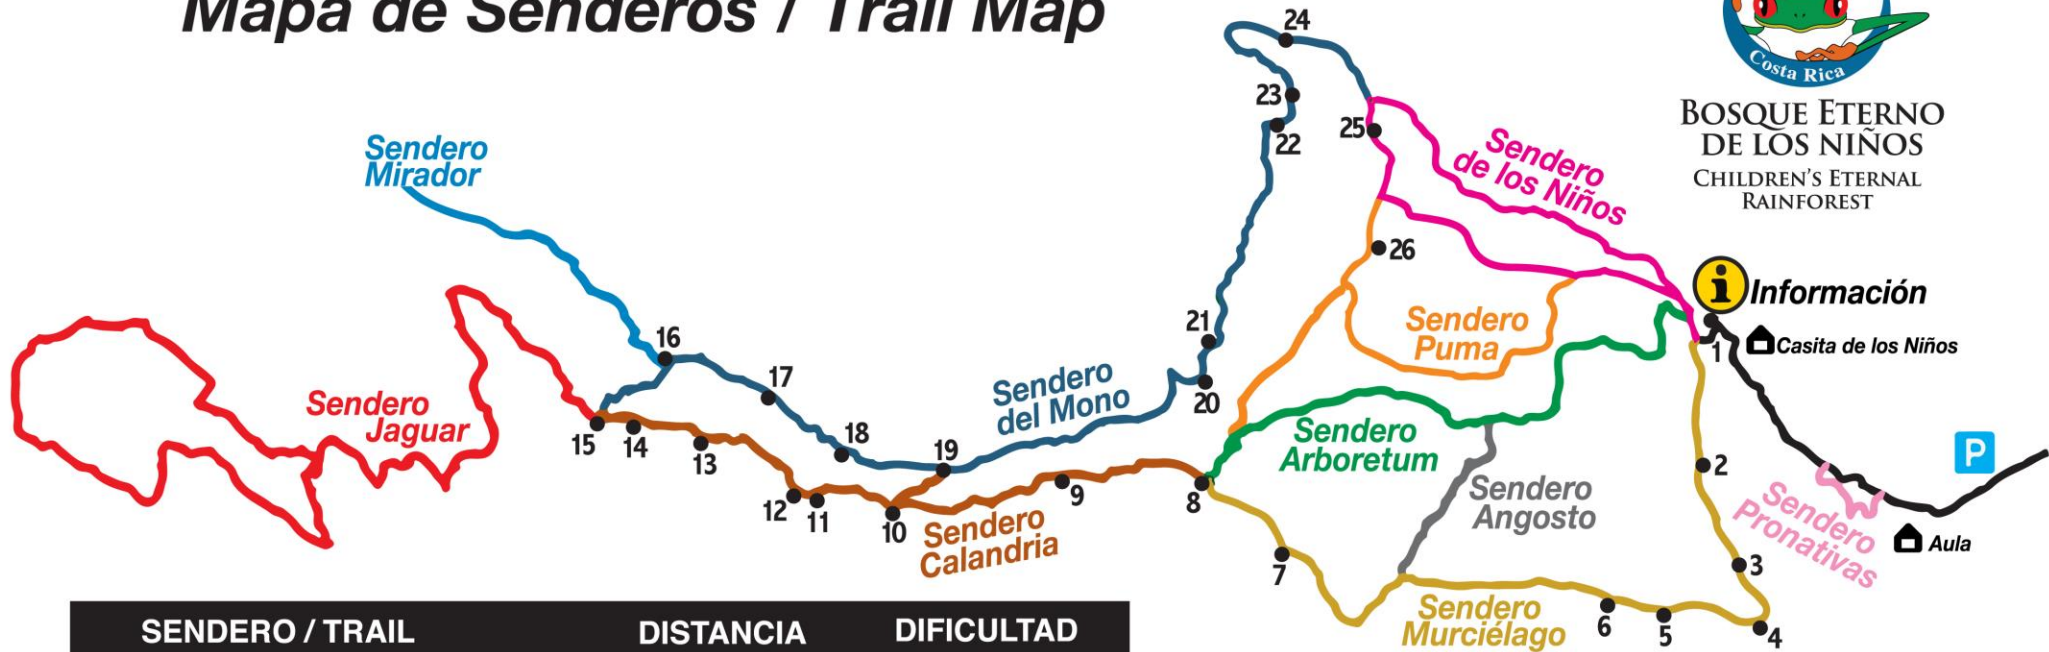 Mapa de Senderos / Trail Map
Costa Rica
BOSQUE ETERNO
DE LOS NIÑOS
CHILDREN'S ETERNAL
RAINFOREST
24
23
22
25
Sendero
de los Niños
Sendero
Mirador
26
i Información
Casita de los Niños
1
16
17
18
19
20
21
Sendero
del Mono
Sendero
Puma
Sendero
Jaguar
15
14
13
12
11
10
9
8
Sendero
Calandria
Sendero
Arboretum
Sendero
Angosto
2
P
Sendero
Pronativas
Aula
3
7
Sendero
Murciélago
6
5
4
SENDERO / TRAIL DISTANCIA DIFICULTAD